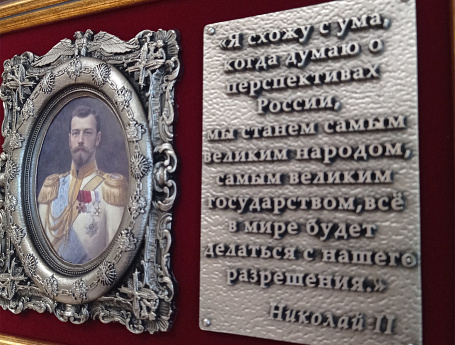 «Я схожу с ума,
когда думаю о
перспективах
России,
мы станем самым
великим народом,
самым великим
государством, всё
в мире будет
делаться с нашего
разрешения.»
Николай II